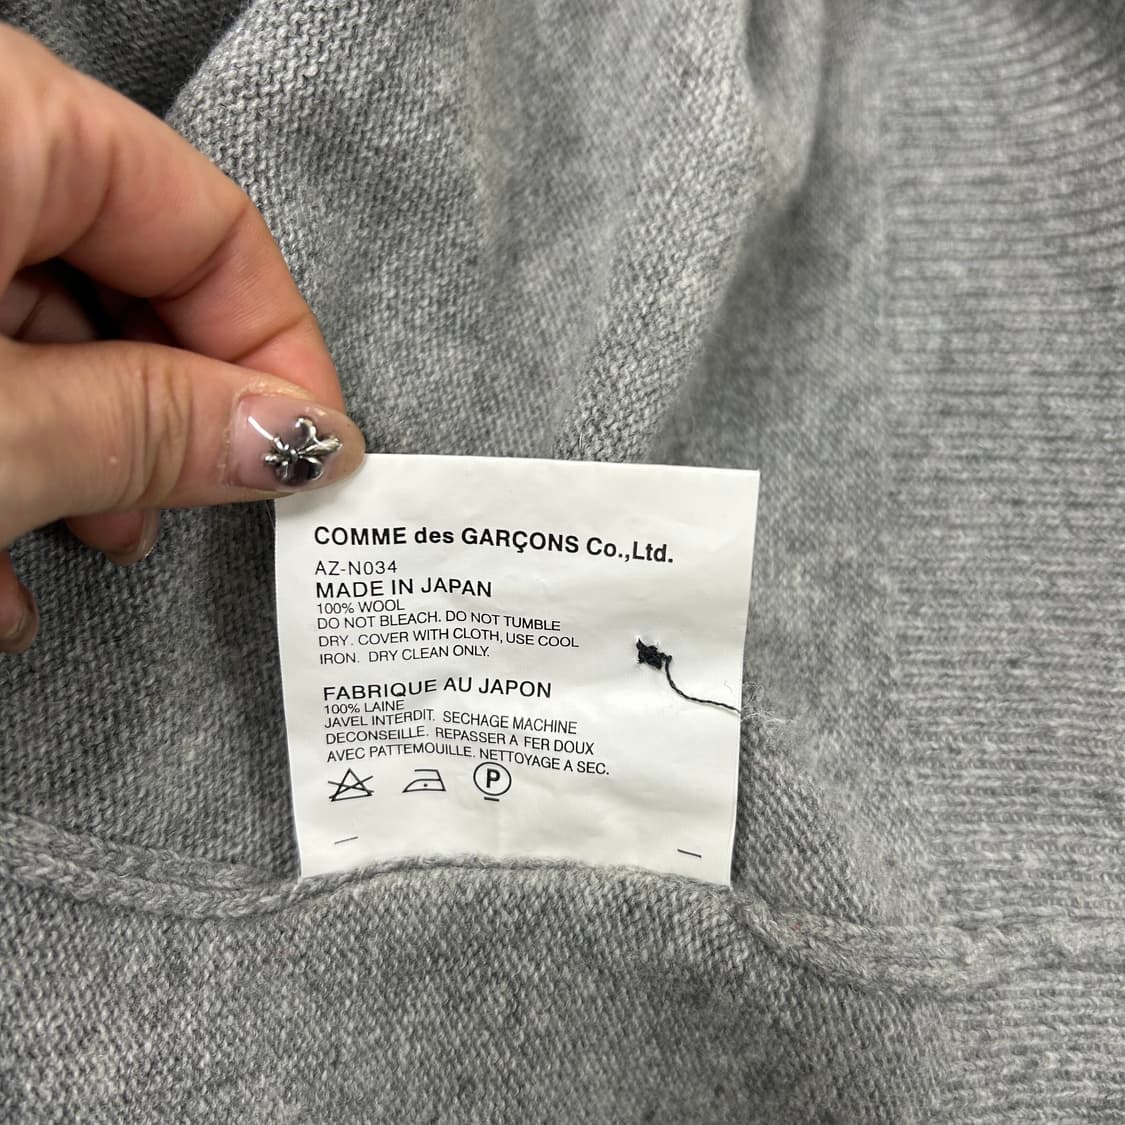 COMME des GARÇONS Co.,Ltd.
AZ-N034
MADE IN JAPAN
100% WOOL
DO NOT BLEACH. DO NOT TUMBLE
DRY. COVER WITH CLOTH, USE COOL
IRON. DRY CLEAN ONLY.
FABRIQUE AU JAPON
100% LAINE
JAVEL INTERDIT. SECHAGE MACHINE
DECONSEILLE. REPASSER A FER DOUX
AVEC PATTEMOUILLE. NETTOYAGE A SEC.
P